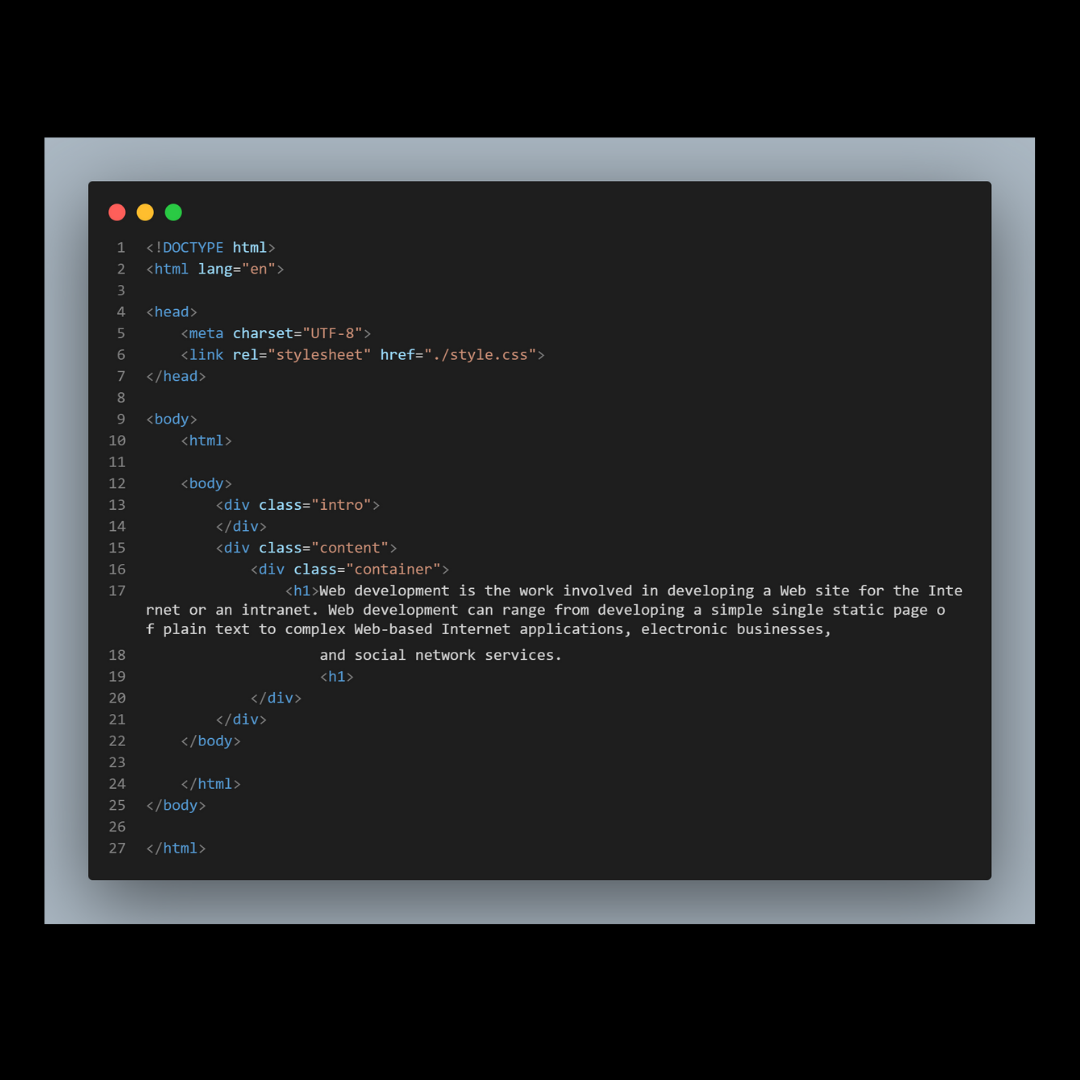 1 <!DOCTYPE html>
2 <html lang="en">
3
4 <head>
5     <meta charset="UTF-8">
6     <link rel="stylesheet" href="./style.css">
7 </head>
8
9 <body>
10     <html>
11
12     <body>
13         <div class="intro">
14         </div>
15         <div class="content">
16             <div class="container">
17                 <h1>Web development is the work involved in developing a Web site for the Inte
rnet or an intranet. Web development can range from developing a simple single static page o
f plain text to complex Web-based Internet applications, electronic businesses,
18                     and social network services.
19                     <h1>
20             </div>
21         </div>
22     </body>
23
24     </html>
25 </body>
26
27 </html>